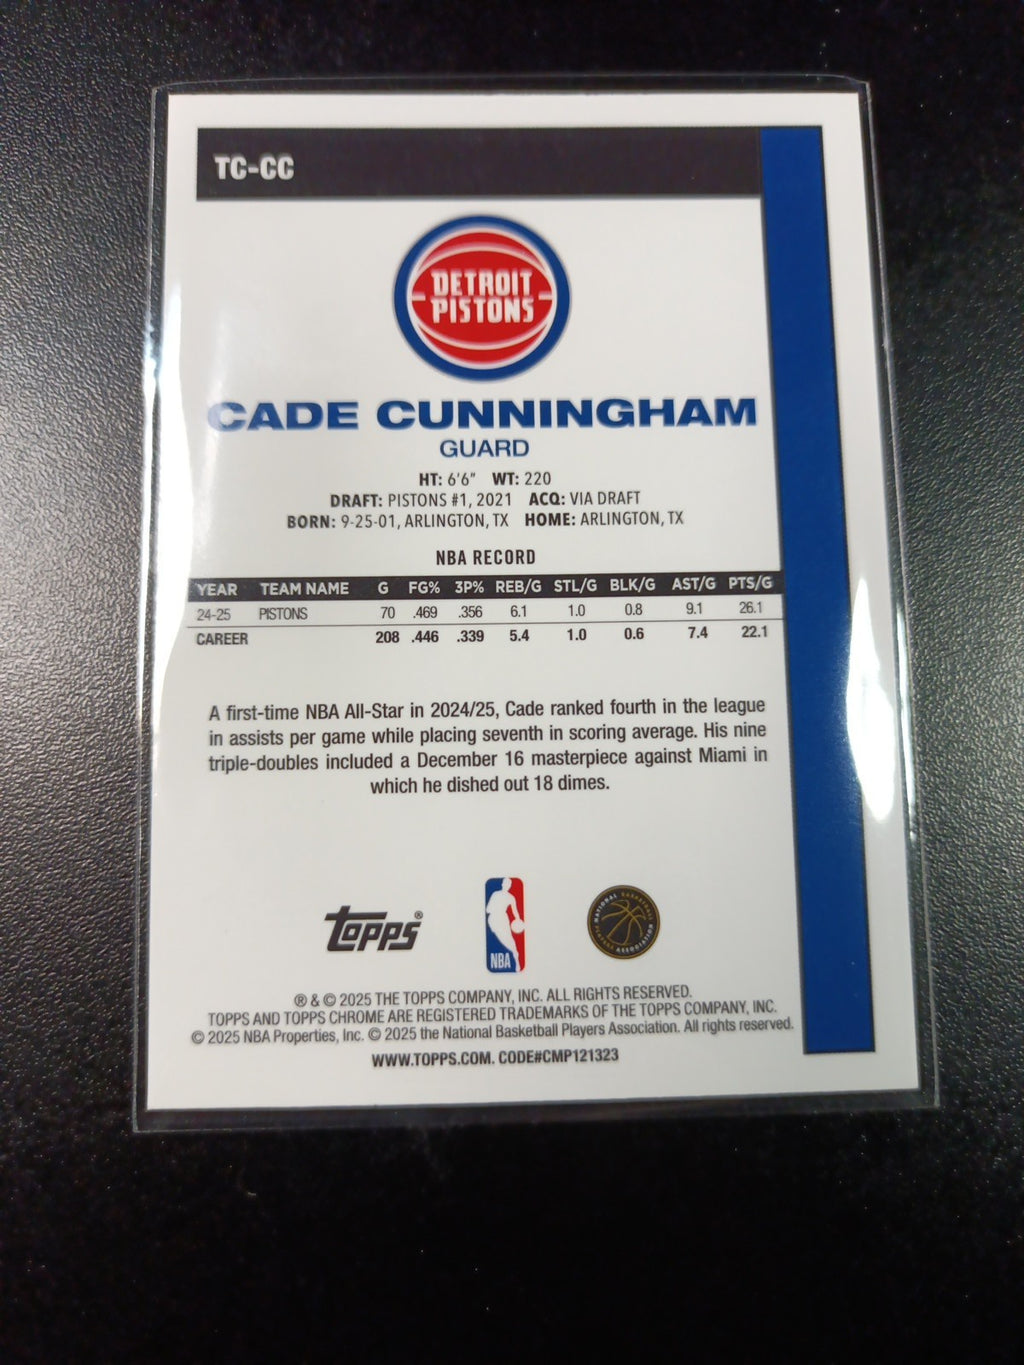 TC-CC
DETROIT
PISTONS
CADE CUNNINGHAM
GUARD
HT: 6'6" WT: 220
DRAFT: PISTONS #1, 2021 ACQ: VIA DRAFT
BORN: 9-25-01, ARLINGTON, TX HOME: ARLINGTON, TX
NBA RECORD
YEAR TEAM NAME G FG% 3P% REB/G STL/G BLK/G AST/G PTS/G
24-25 PISTONS 70 .469 .356 6.1 1.0 0.8 9.1 26.1
CAREER 208 .446 .339 5.4 1.0 0.6 7.4 22.1
A first-time NBA All-Star in 2024/25, Cade ranked fourth in the league
in assists per game while placing seventh in scoring average. His nine
triple-doubles included a December 16 masterpiece against Miami in
which he dished out 18 dimes.
Topps®
NBA
NATIONAL BASKETBALL PLAYERS ASSOCIATION
® & © 2025 THE TOPPS COMPANY, INC. ALL RIGHTS RESERVED.
TOPPS AND TOPPS CHROME ARE REGISTERED TRADEMARKS OF THE TOPPS COMPANY, INC.
© 2025 NBA Properties, Inc. © 2025 the National Basketball Players Association. All rights reserved.
WWW.TOPPS.COM. CODE#CMP121323